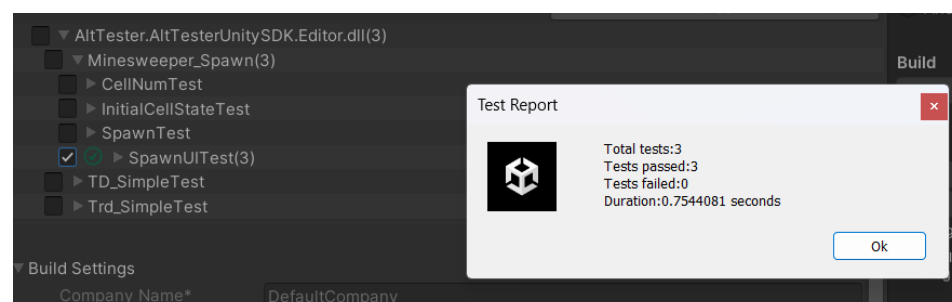 AltTester.AltTesterUnitySDK.Editor.dll(3)
Minesweeper_Spawn(3)
CellNumTest
InitialCellStateTest
SpawnTest
SpawnUITest(3)
TD_SimpleTest
Trd_SimpleTest
Build Settings
Company Name*
DefaultCompany
Build
Test Report
Total tests:3
Tests passed:3
Tests failed:0
Duration:0.7544081 seconds
Ok